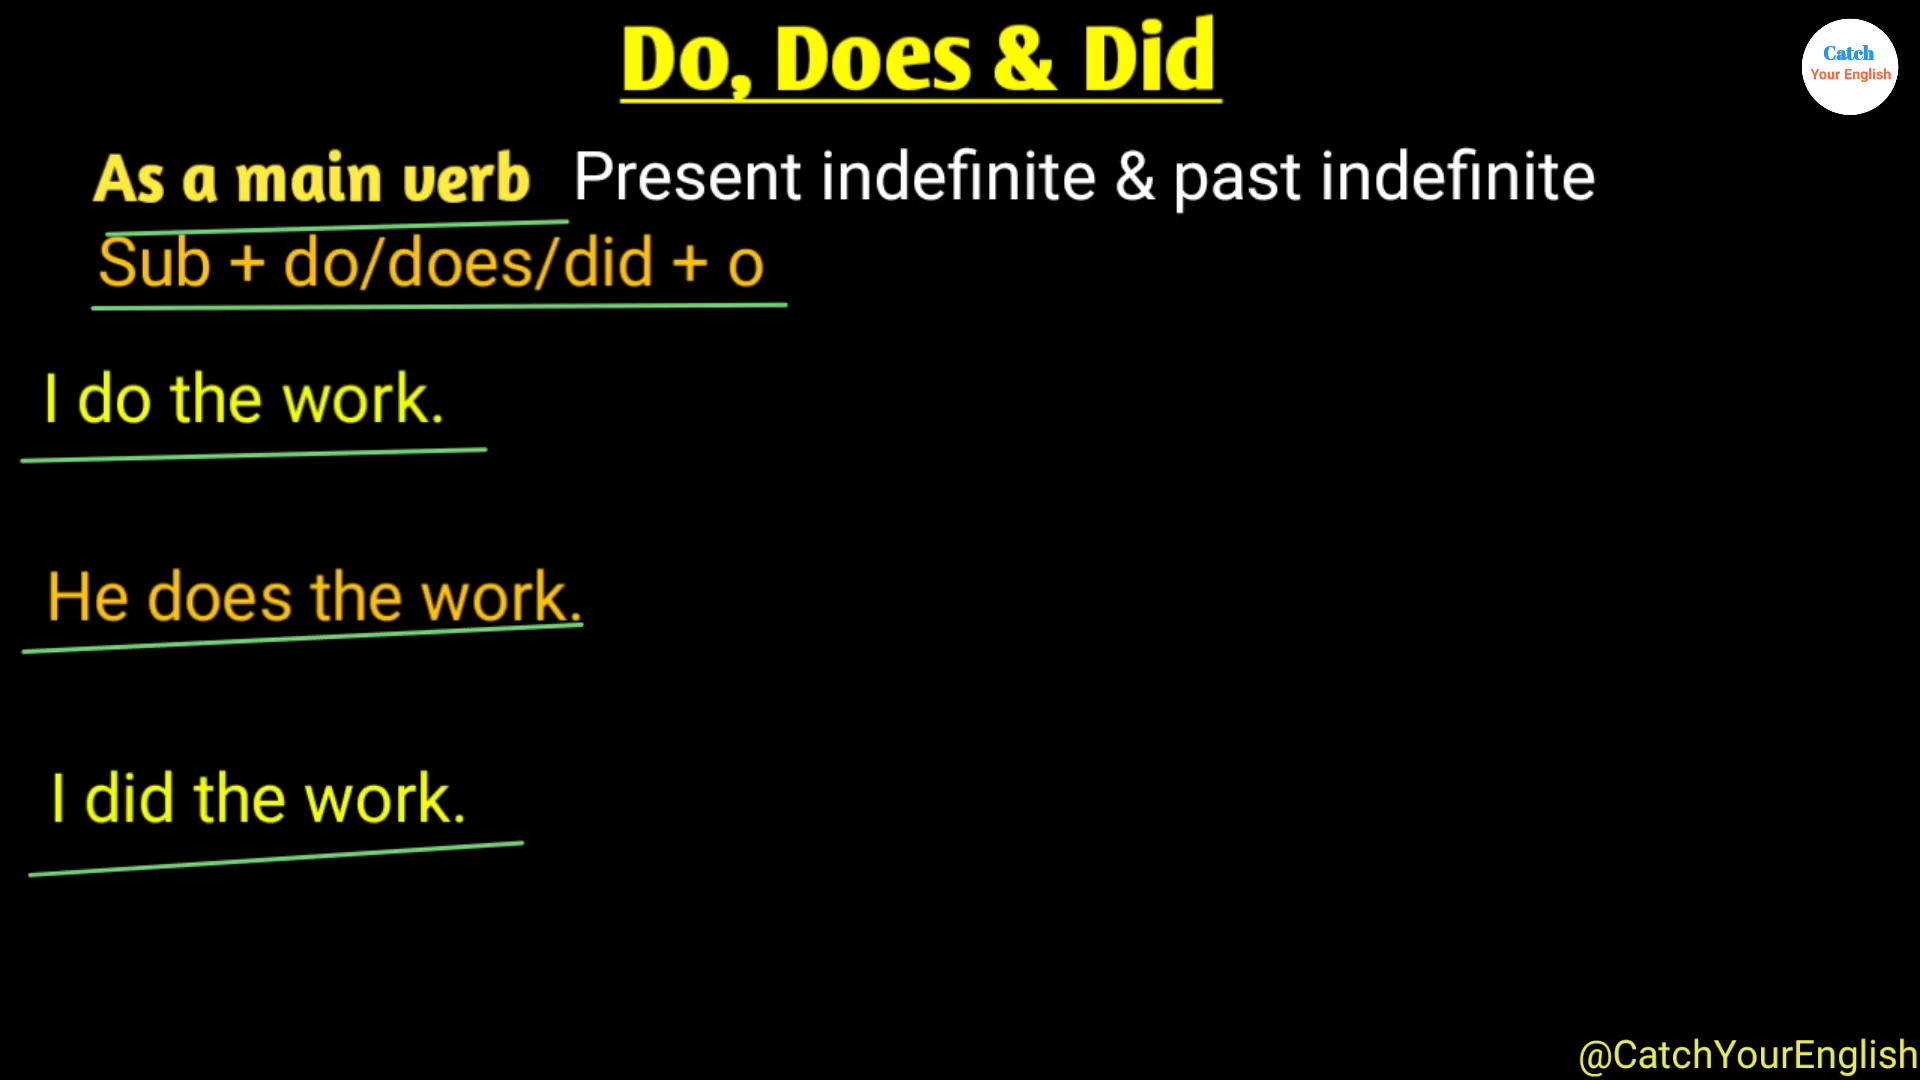 Do, Does & Did
Catch
Your English
As a main verb Present indefinite & past indefinite
Sub + do/does/did + o
I do the work.
He does the work.
I did the work.
@CatchYourEnglish